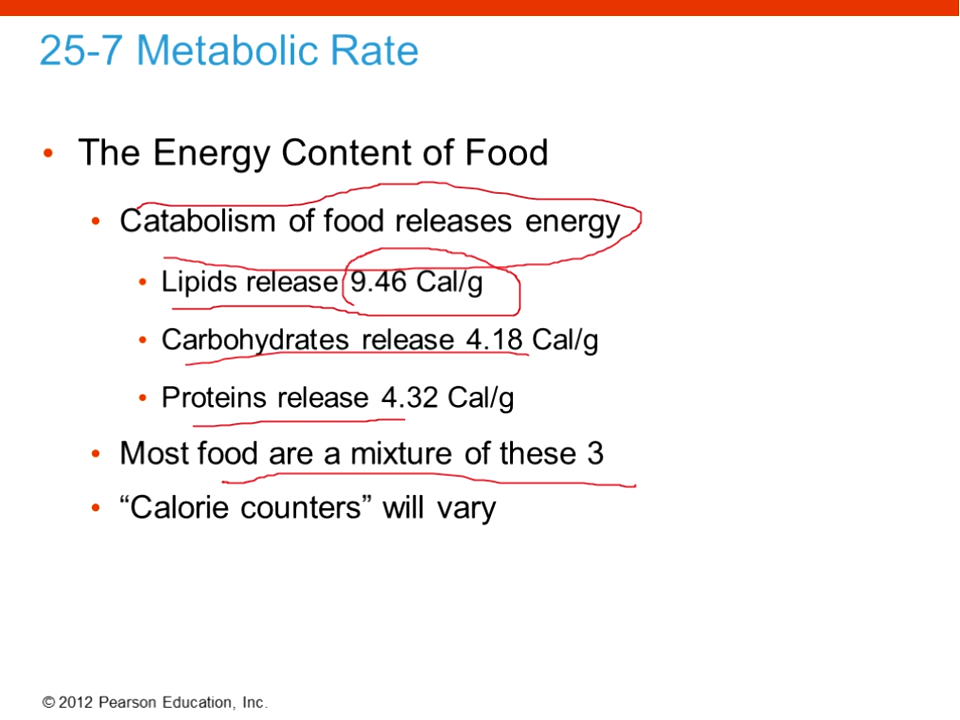 25-7 Metabolic Rate
• The Energy Content of Food
• Catabolism of food releases energy
• Lipids release 9.46 Cal/g
• Carbohydrates release 4.18 Cal/g
• Proteins release 4.32 Cal/g
• Most food are a mixture of these 3
• “Calorie counters” will vary
© 2012 Pearson Education, Inc.